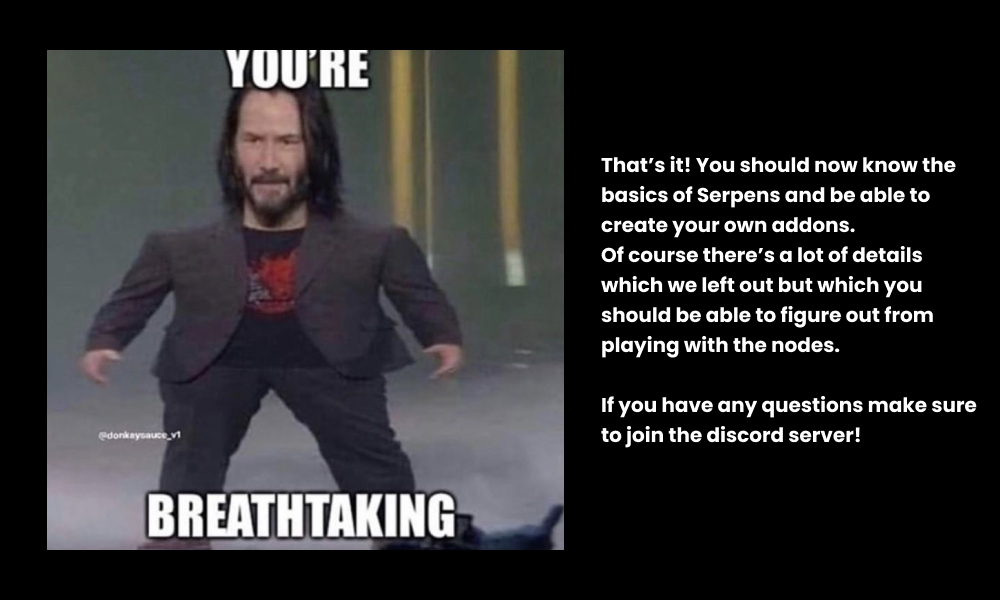 YOU'RE
@donkeysauce_v1
BREATHTAKING
That's it! You should now know the
basics of Serpens and be able to
create your own addons.
Of course there's a lot of details
which we left out but which you
should be able to figure out from
playing with the nodes.
If you have any questions make sure
to join the discord server!